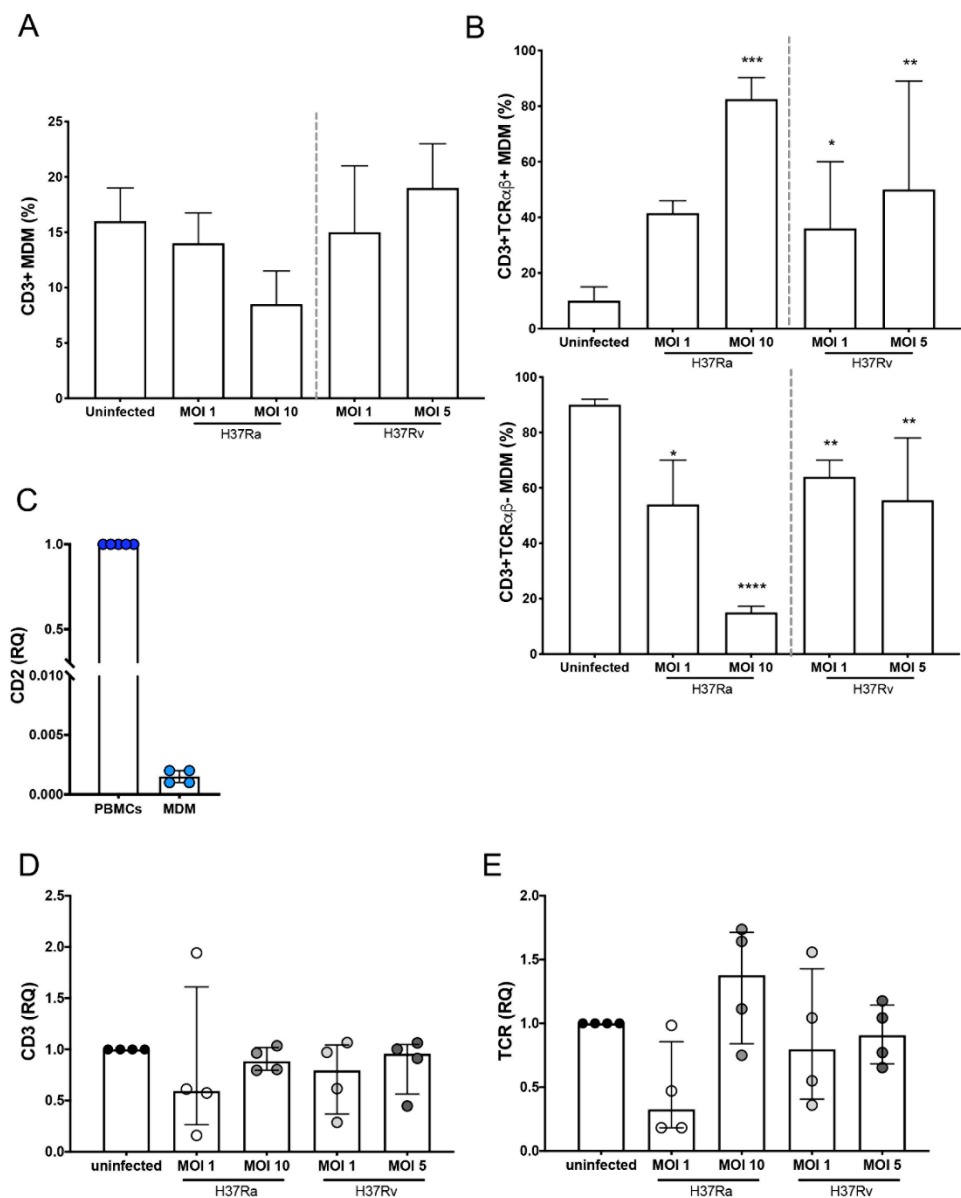 A
CD3+ MDM (%)
25
20
15
10
5
0
Uninfected MOI 1 MOI 10 MOI 1 MOI 5
H37Ra H37Rv
B
CD3+TCRαβ+ MDM (%)
100
80
60
40
20
0
*** * **
Uninfected MOI 1 MOI 10 MOI 1 MOI 5
H37Ra H37Rv
CD3+TCRαβ- MDM (%)
100
80
60
40
20
0
* **** ** **
Uninfected MOI 1 MOI 10 MOI 1 MOI 5
H37Ra H37Rv
C
CD2 (RQ)
1.0
0.5
0.010
0.005
0.000
PBMCs MDM
D
CD3 (RQ)
2.5
2.0
1.5
1.0
0.5
0.0
uninfected MOI 1 MOI 10 MOI 1 MOI 5
H37Ra H37Rv
E
TCR (RQ)
2.0
1.5
1.0
0.5
0.0
uninfected MOI 1 MOI 10 MOI 1 MOI 5
H37Ra H37Rv